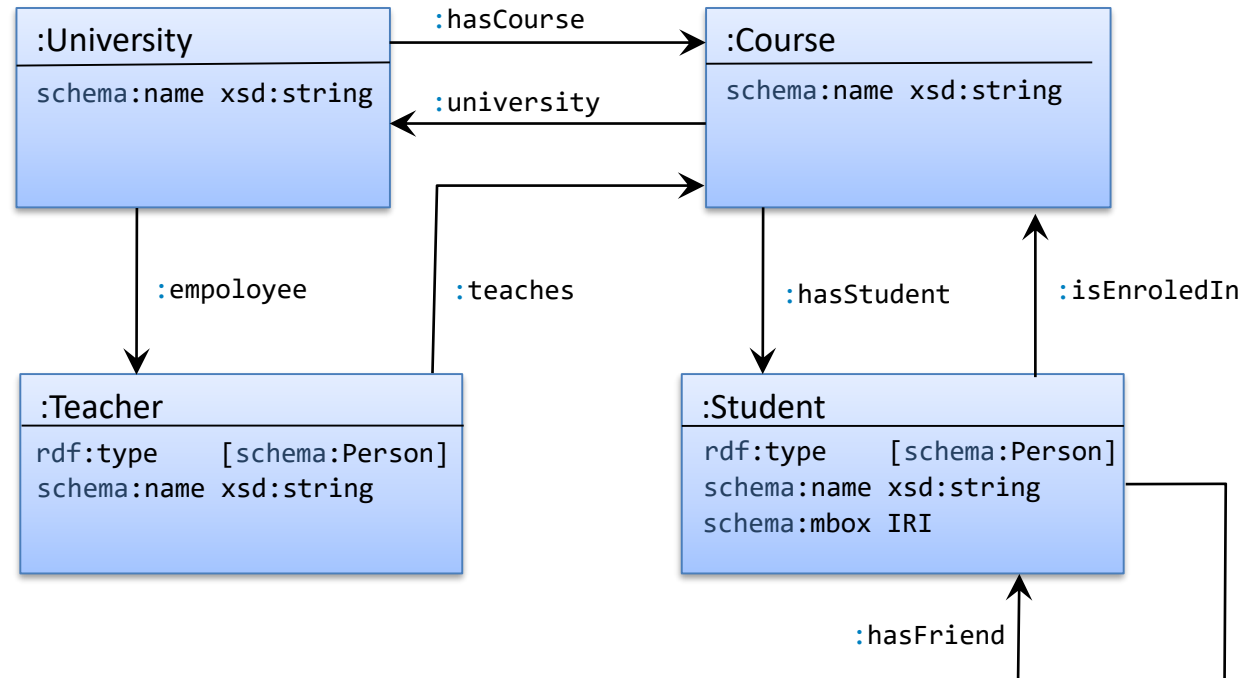 :hasCourse
:University
schema:name xsd:string
:Course
schema:name xsd:string
:university
:empoloyee
:teaches
:hasStudent
:isEnroledIn
:Teacher
rdf:type [schema:Person]
schema:name xsd:string
:Student
rdf:type [schema:Person]
schema:name xsd:string
schema:mbox IRI
:hasFriend